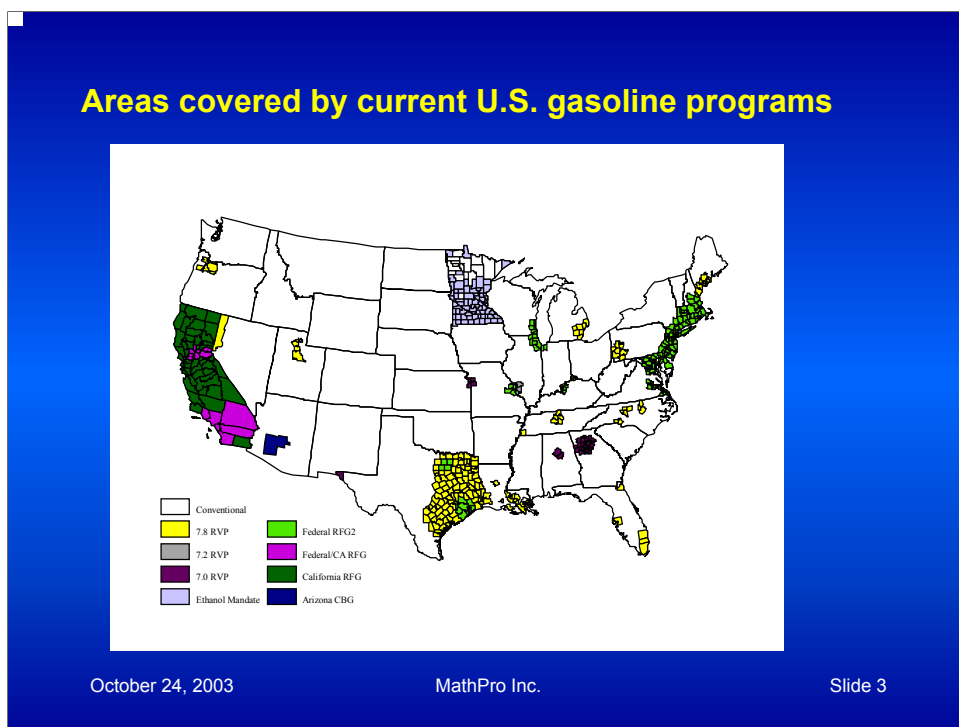 Areas covered by current U.S. gasoline programs
Conventional
7.8 RVP
Federal RFG2
7.2 RVP
Federal/CA RFG
7.0 RVP
California RFG
Ethanol Mandate
Arizona CBG
October 24, 2003
MathPro Inc.
Slide 3